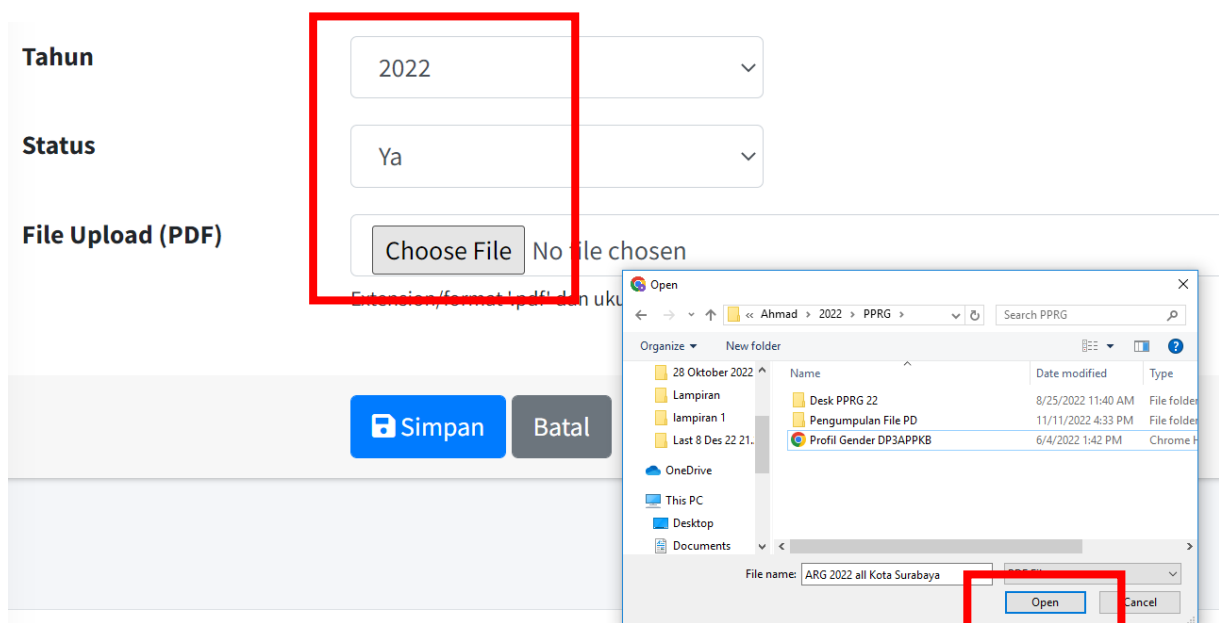 Tahun
2022
Status
Ya
File Upload (PDF)
Choose File No file chosen
Extension/format '.pdf' dan uku
Simpan
Batal
Open
« Ahmad › 2022 › PPRG ›
Search PPRG
Organize
New folder
28 Oktober 2022
Lampiran
lampiran 1
Last 8 Des 22 21..
OneDrive
This PC
Desktop
Documents
Name Date modified Type
Desk PPRG 22 8/25/2022 11:40 AM File folder
Pengumpulan File PD 11/11/2022 4:33 PM File folder
Profil Gender DP3APPKB 6/4/2022 1:42 PM Chrome H
File name: ARG 2022 all Kota Surabaya
Open
Cancel